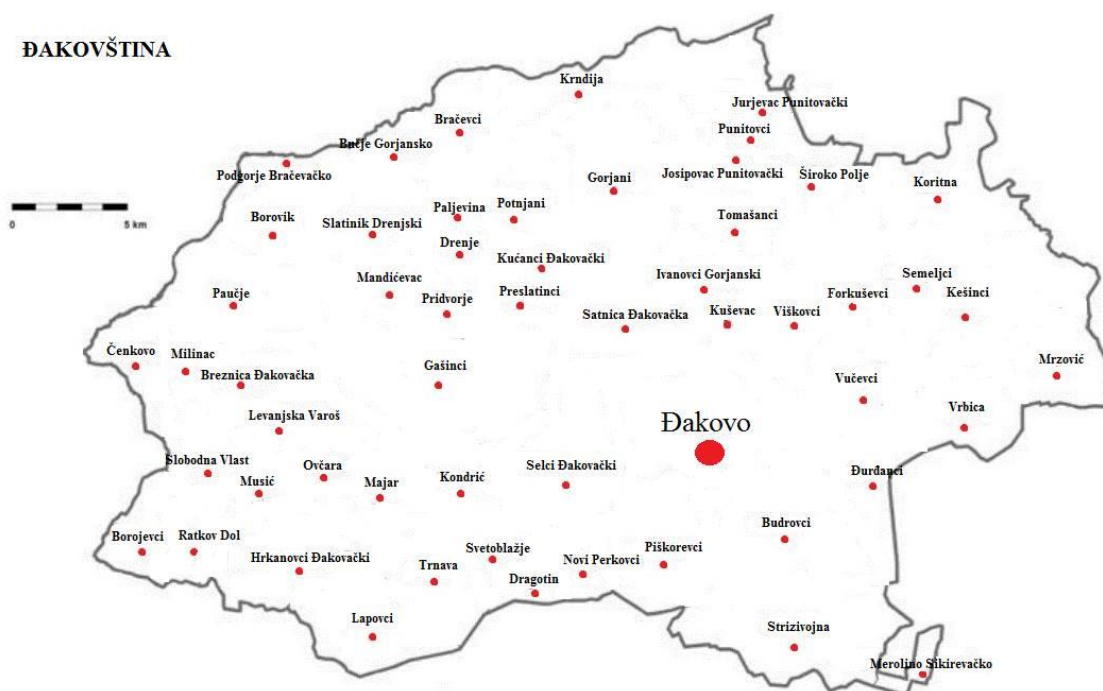 ĐAKOVŠTINA
Krndija
Jurjevac Punitovački
Bračevci
Punitovci
Bučje Gorjansko
Podgorje Bračevačko
Gorjani
Josipovac Punitovački
Široko Polje
Koritna
0
5 km
Borovik
Slatinik Drenjski
Paljevina
Potnjani
Tomašanci
Drenje
Kućanci Đakovački
Mandićevac
Pridvorje
Preslatinci
Ivanovci Gorjanski
Semeljci
Paučje
Satnica Đakovačka
Kuševac
Viškovci
Forkuševci
Kešinci
Čenkovo
Milinac
Breznica Đakovačka
Gašinci
Mrzović
Vučevci
Levanjska Varoš
Đakovo
Vrbica
Slobodna Vlast
Musić
Ovčara
Majar
Kondrić
Selci Đakovački
Đurđanci
Borojevci
Ratkov Dol
Hrkanovci Đakovački
Trnava
Svetoblažje
Dragotin
Novi Perkovci
Piškorevci
Budrovci
Lapovci
Strizivojna
Merolino Sikirevačko